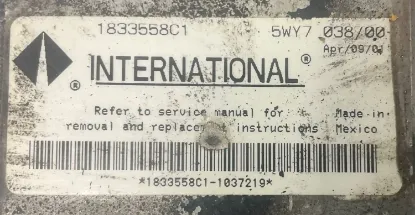 1833558C1 5WY7 038/00
Apr/09/0
® INTERNATIONAL®
Refer to service manual for Made in
removal and replacement instructions Mexico
*1833558C1-1037219*